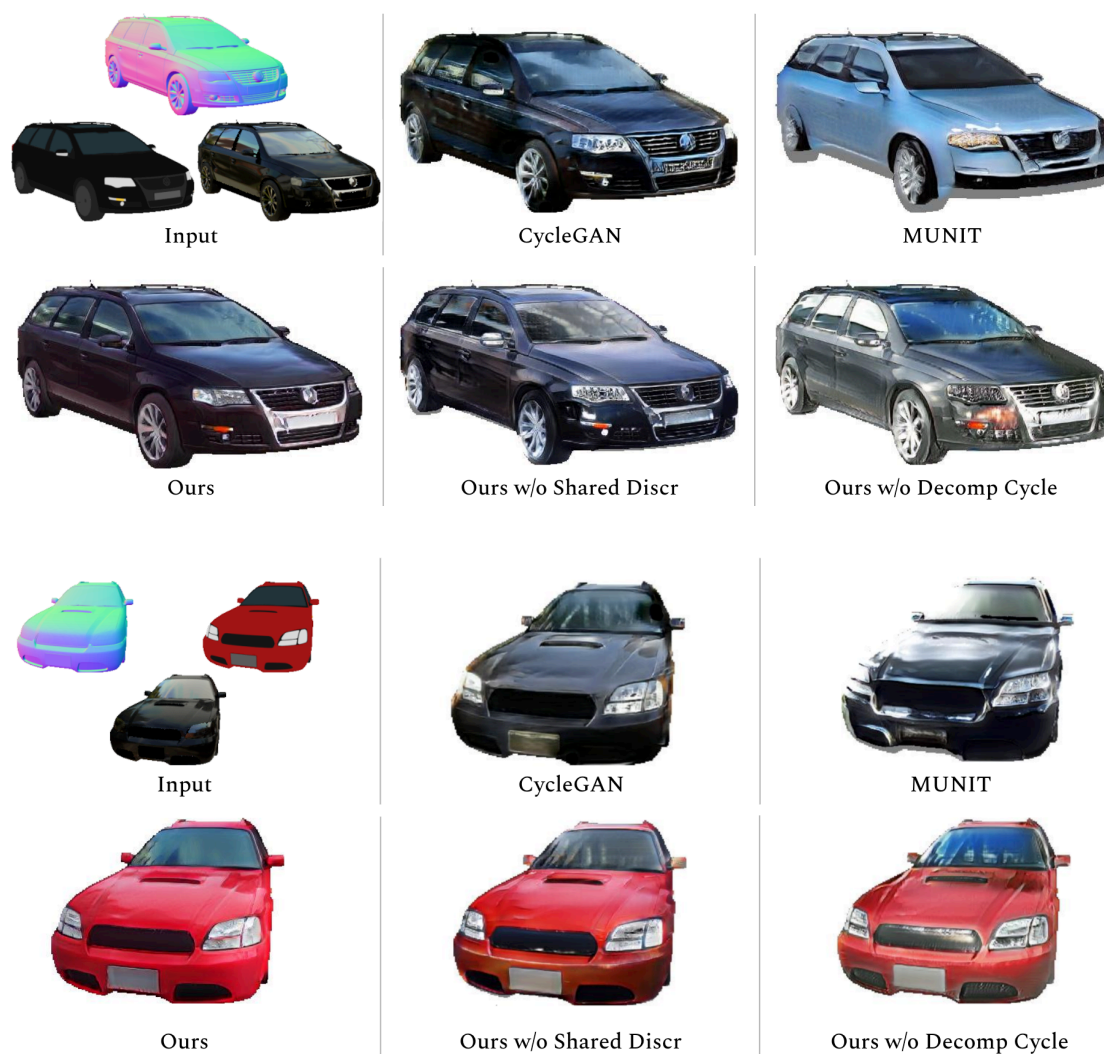 Input
CycleGAN
MUNIT
Ours
Ours w/o Shared Discr
Ours w/o Decomp Cycle
Input
CycleGAN
MUNIT
Ours
Ours w/o Shared Discr
Ours w/o Decomp Cycle